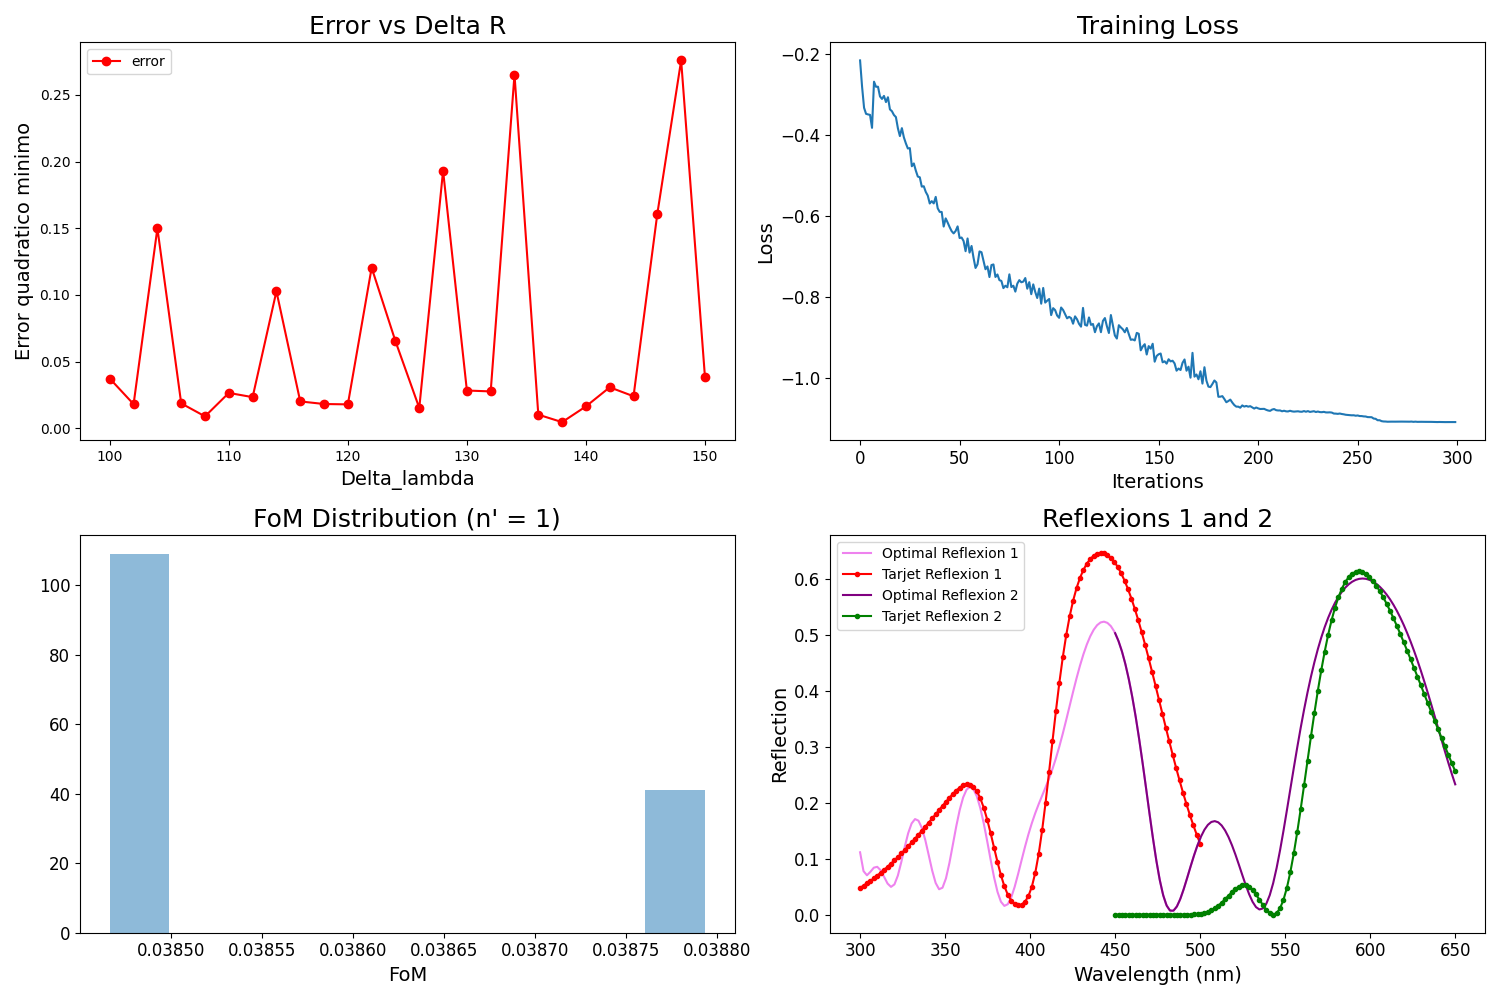 Error vs Delta R
error
Error quadratico minimo
0.25
0.20
0.15
0.10
0.05
0.00
100 110 120 130 140 150
Delta_lambda
Training Loss
Loss
−0.2
−0.4
−0.6
−0.8
−1.0
0 50 100 150 200 250 300
Iterations
FoM Distribution (n' = 1)
100
80
60
40
20
0
0.03850 0.03855 0.03860 0.03865 0.03870 0.03875 0.03880
FoM
Reflexions 1 and 2
Optimal Reflexion 1
Tarjet Reflexion 1
Optimal Reflexion 2
Tarjet Reflexion 2
Reflection
0.6
0.5
0.4
0.3
0.2
0.1
0.0
300 350 400 450 500 550 600 650
Wavelength (nm)